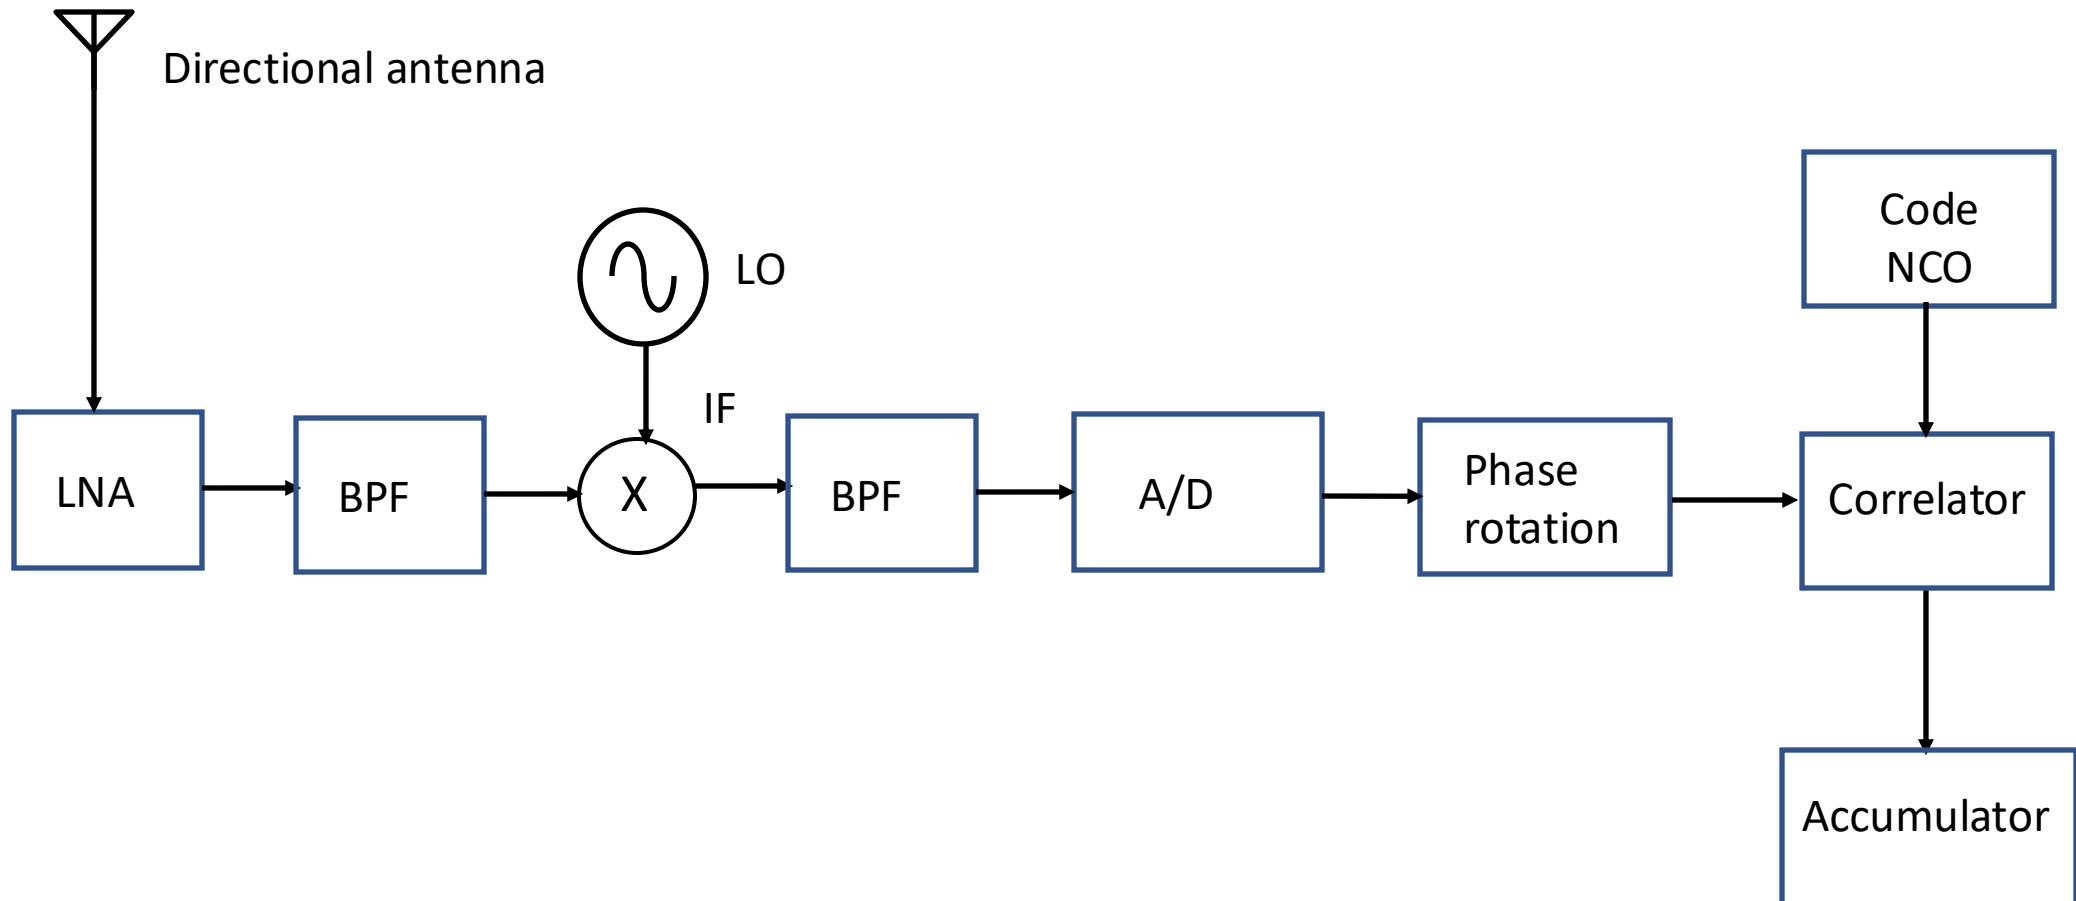 Directional antenna
Code
NCO
LO
IF
LNA
BPF
X
BPF
A/D
Phase
rotation
Correlator
Accumulator